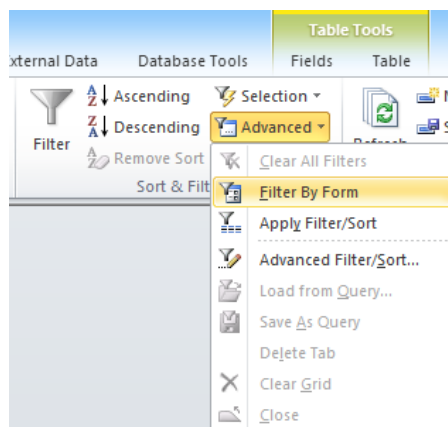 Table Tools
xternal Data Database Tools Fields Table
Ascending Selection
Descending Advanced
Filter
Remove Sort
Sort & Filt
Clear All Filters
Filter By Form
Apply Filter/Sort
Advanced Filter/Sort...
Load from Query...
Save As Query
Delete Tab
Clear Grid
Close